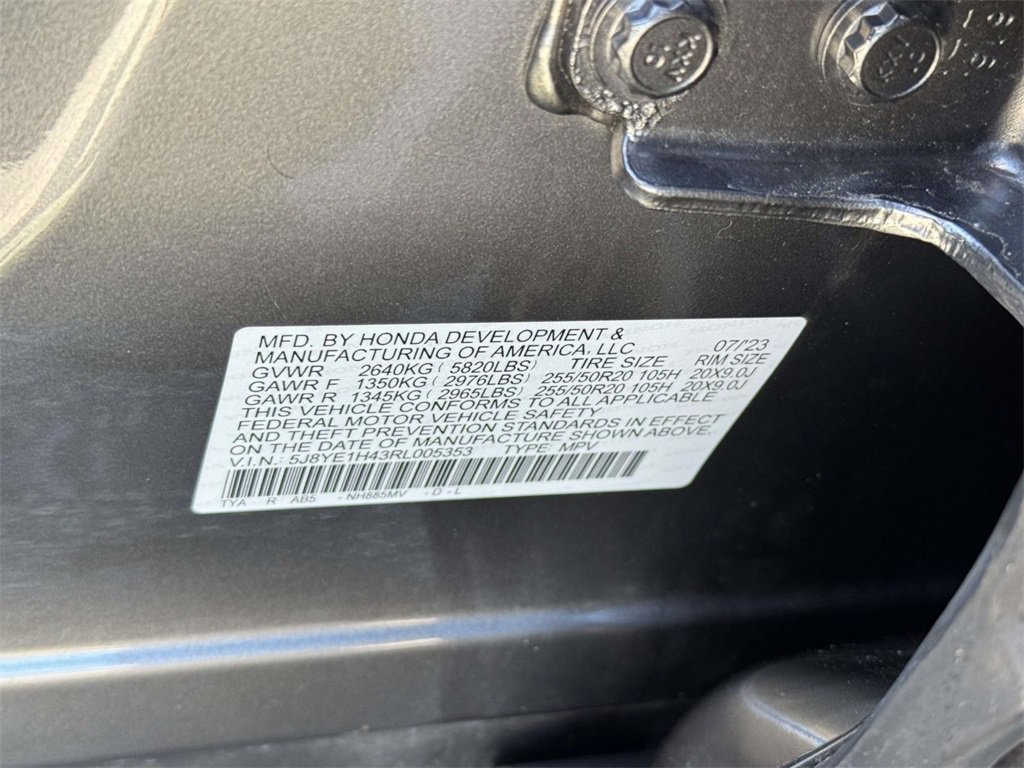 MFD. BY HONDA DEVELOPMENT &
MANUFACTURING OF AMERICA, LLC 07/'23
GVWR 2640KG ( 5820LBS) TIRE SIZE RIM SIZE
GAWR F 1350KG ( 2976LBS) 255/50R20 105H 20X9.0J
GAWR R 1345KG ( 2965LBS) 255/50R20 105H 20X9.0J
THIS VEHICLE CONFORMS TO ALL APPLICABLE
FEDERAL MOTOR VEHICLE SAFETY
AND THEFT PREVENTION STANDARDS IN EFFECT
ON THE DATE OF MANUFACTURE SHOWN ABOVE.
V.I.N.: 5J8YE1H43RL005353 TYPE: MPV
TYA R AB5 -NH885MV -D-L